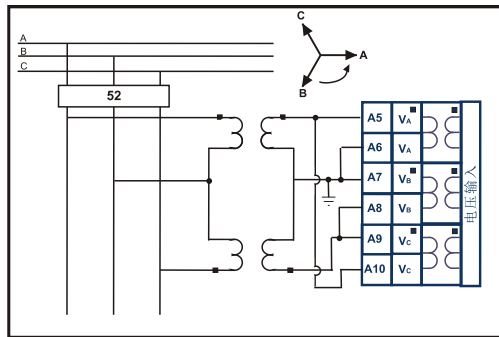 C
A
B
A
B
C
52
A5 VA
A6 VA
A7 VB
A8 VB
A9 VC
A10 VC
电压输入